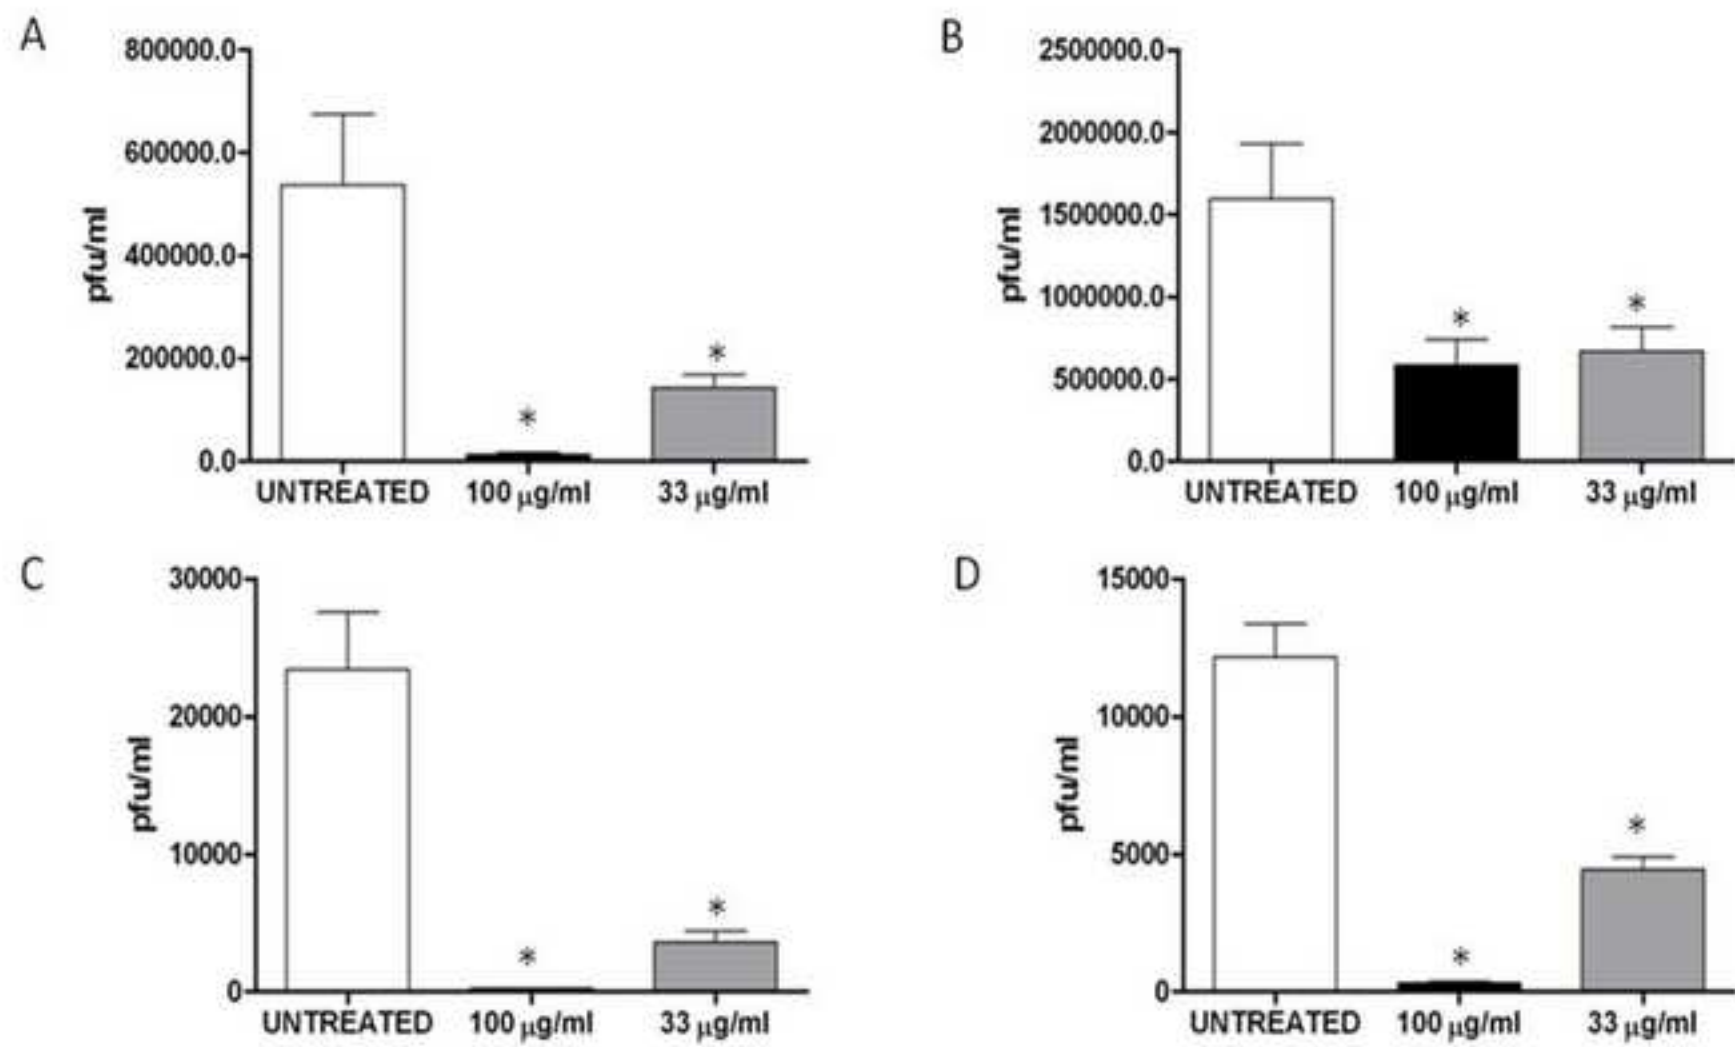 A
800000.0
600000.0
400000.0
200000.0
0.0
pfu/ml
UNTREATED 100 µg/ml 33 µg/ml
*
*
B
2500000.0
2000000.0
1500000.0
1000000.0
500000.0
0.0
pfu/ml
UNTREATED 100 µg/ml 33 µg/ml
*
*
C
30000
20000
10000
0
pfu/ml
UNTREATED 100 µg/ml 33 µg/ml
*
*
D
15000
10000
5000
0
pfu/ml
UNTREATED 100 µg/ml 33 µg/ml
*
*